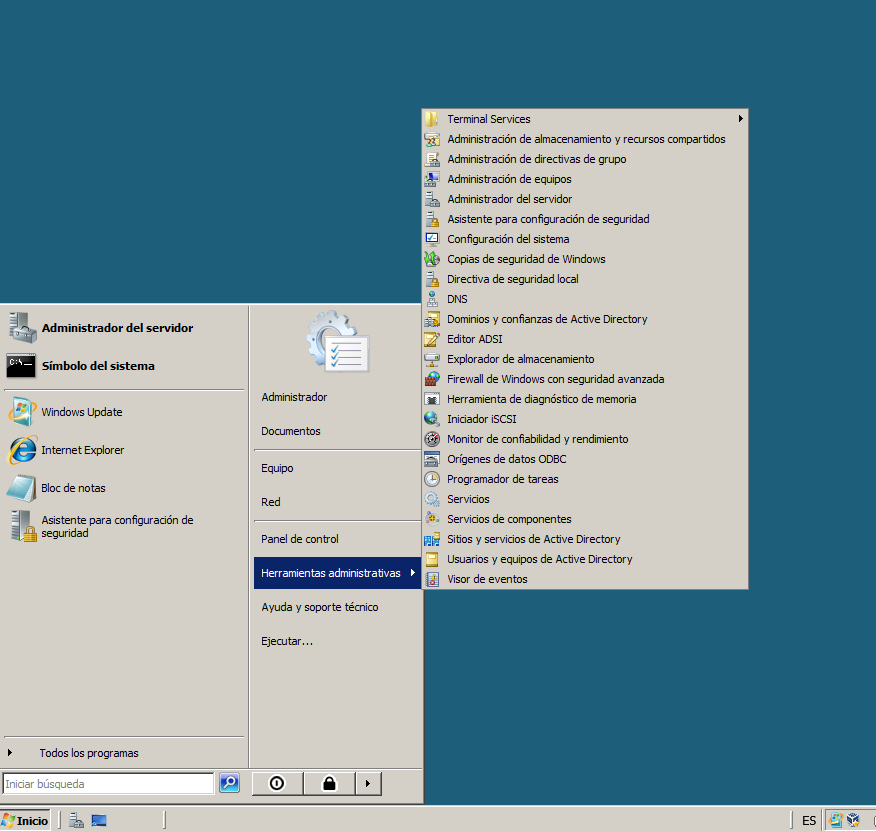 Terminal Services
Administración de almacenamiento y recursos compartidos
Administración de directivas de grupo
Administración de equipos
Administrador del servidor
Asistente para configuración de seguridad
Configuración del sistema
Copias de seguridad de Windows
Directiva de seguridad local
DNS
Dominios y confianzas de Active Directory
Editor ADSI
Explorador de almacenamiento
Firewall de Windows con seguridad avanzada
Herramienta de diagnóstico de memoria
Iniciador iSCSI
Monitor de confiabilidad y rendimiento
Orígenes de datos ODBC
Programador de tareas
Servicios
Servicios de componentes
Sitios y servicios de Active Directory
Usuarios y equipos de Active Directory
Visor de eventos
Administrador del servidor
C:\
Símbolo del sistema
Windows Update
Internet Explorer
Bloc de notas
Asistente para configuración de
seguridad
Todos los programas
Iniciar búsqueda
Administrador
Documentos
Equipo
Red
Panel de control
Herramientas administrativas
Ayuda y soporte técnico
Ejecutar...
Inicio
ES